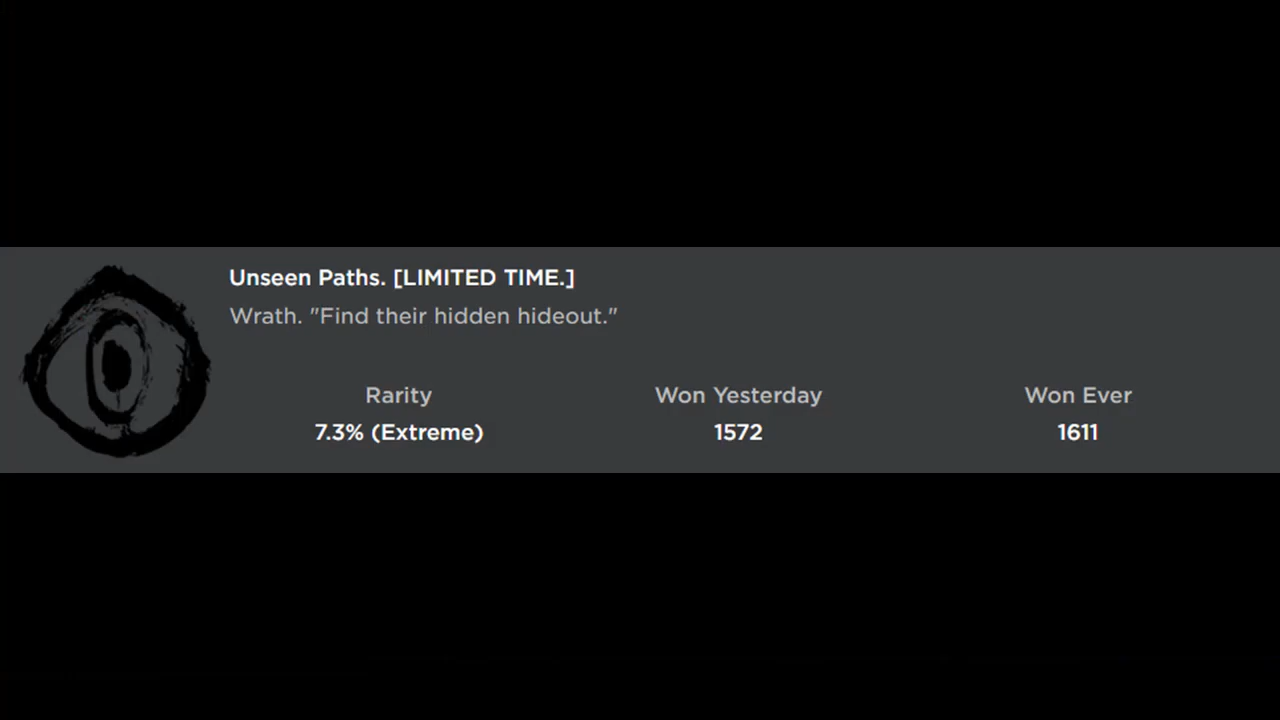 Unseen Paths. [LIMITED TIME.]
Wrath. "Find their hidden hideout."
Rarity Won Yesterday Won Ever
7.3% (Extreme) 1572 1611